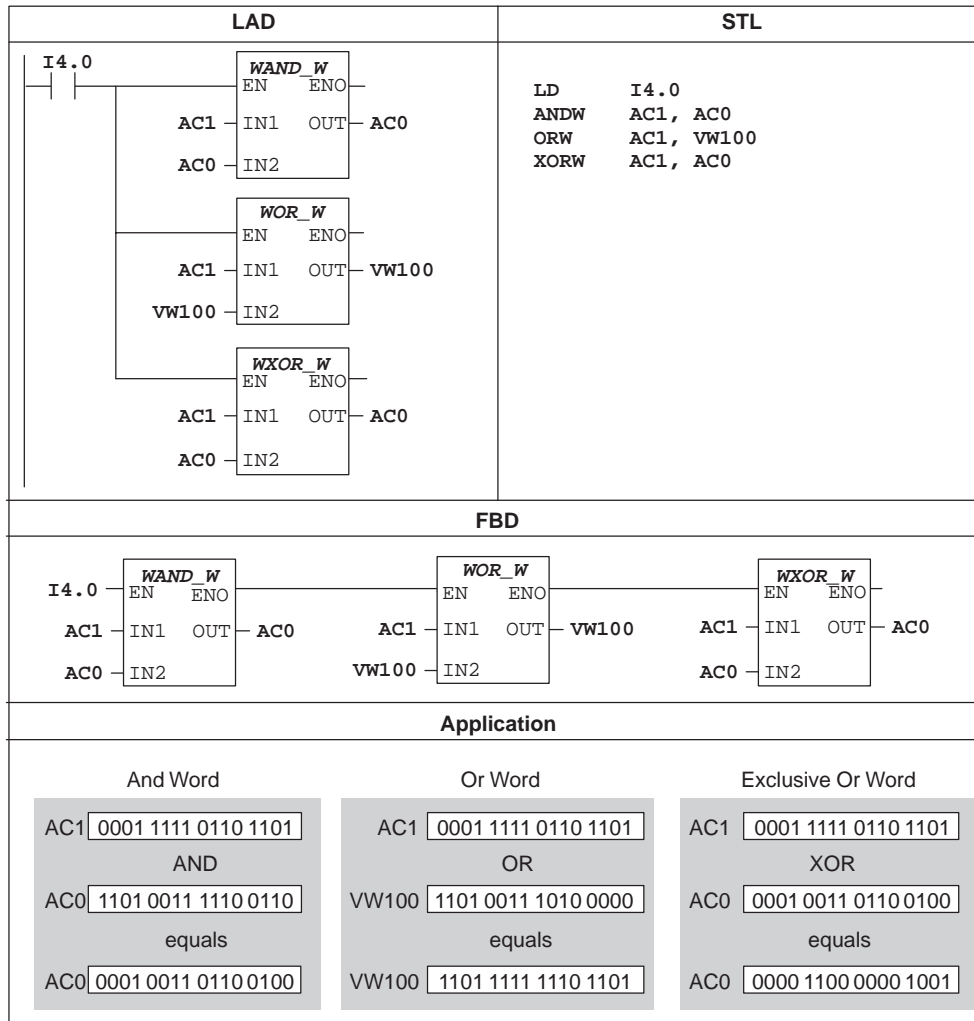 LAD
STL
I4.0
WAND_W
EN ENO
AC1 IN1 OUT AC0
AC0 IN2
WOR_W
EN ENO
AC1 IN1 OUT VW100
VW100 IN2
WXOR_W
EN ENO
AC1 IN1 OUT AC0
AC0 IN2
LD I4.0
ANDW AC1, AC0
ORW AC1, VW100
XORW AC1, AC0
FBD
I4.0
WAND_W
EN ENO
AC1 IN1 OUT AC0
AC0 IN2
WOR_W
EN ENO
AC1 IN1 OUT VW100
VW100 IN2
WXOR_W
EN ENO
AC1 IN1 OUT AC0
AC0 IN2
Application
And Word
AC1 0001 1111 0110 1101
AND
AC0 1101 0011 1110 0110
equals
AC0 0001 0011 0110 0100
Or Word
AC1 0001 1111 0110 1101
OR
VW100 1101 0011 1010 0000
equals
VW100 1101 1111 1110 1101
Exclusive Or Word
AC1 0001 1111 0110 1101
XOR
AC0 0001 0011 0110 0100
equals
AC0 0000 1100 0000 1001